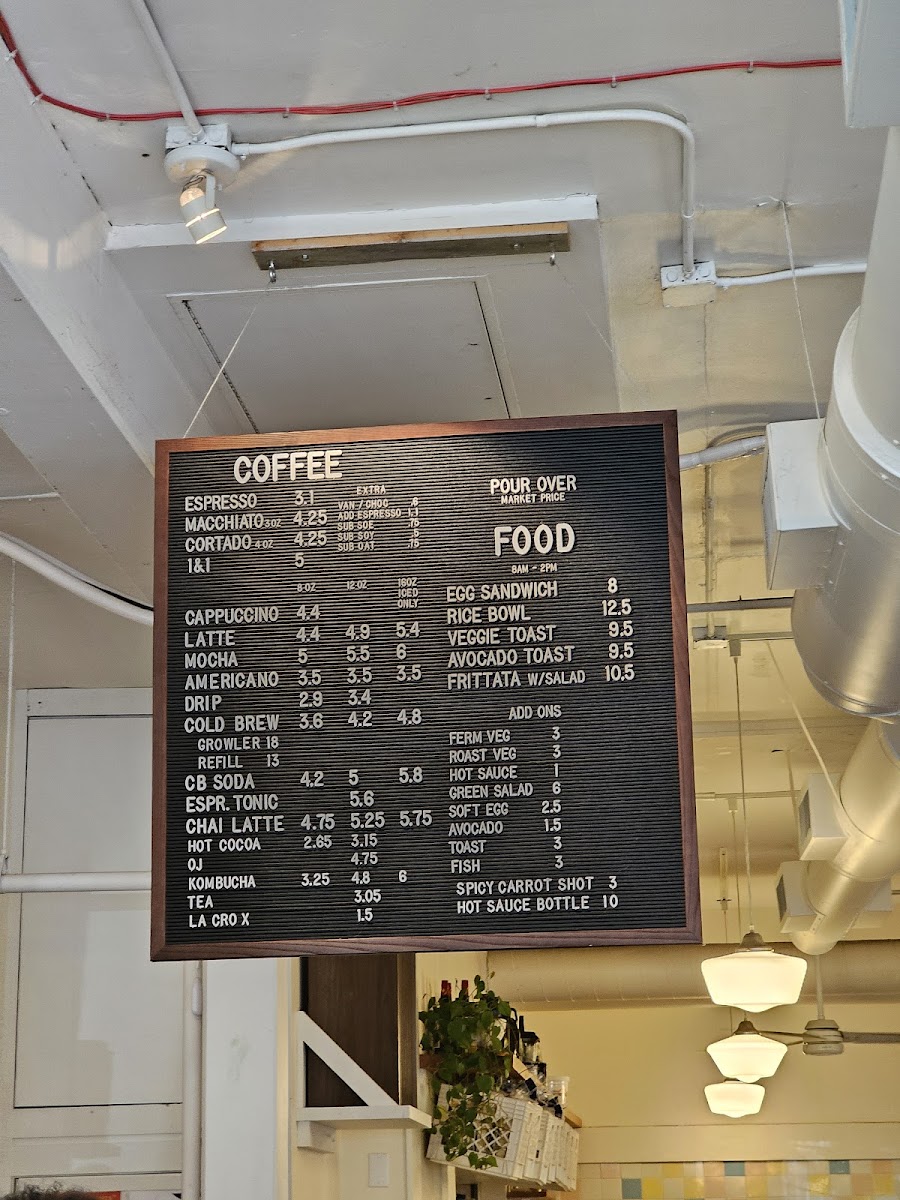 COFFEE
ESPRESSO 3.1
MACCHIATO 3 OZ 4.25
CORTADO 4 OZ 4.25
1&1 5
EXTRA
VAN / CHOC .6
ADD ESPRESSO 1.1
SUB SOE .75
SUB SOY .5
SUB OAT .75
8 OZ 12 OZ 16OZ
ICED
ONLY
CAPPUCCINO 4.4
LATTE 4.4 4.9 5.4
MOCHA 5 5.5 6
AMERICANO 3.5 3.5 3.5
DRIP 2.9 3.4
COLD BREW 3.6 4.2 4.8
GROWLER 18
REFILL 13
CB SODA 4.2 5 5.8
ESPR. TONIC 5.6
CHAI LATTE 4.75 5.25 5.75
HOT COCOA 2.65 3.15
OJ 4.75
KOMBUCHA 3.25 4.8 6
TEA 3.05
LA CRO X 1.5
POUR OVER
MARKET PRICE
FOOD
8AM - 2PM
EGG SANDWICH 8
RICE BOWL 12.5
VEGGIE TOAST 9.5
AVOCADO TOAST 9.5
FRITTATA W/SALAD 10.5
ADD ONS
FERM VEG 3
ROAST VEG 3
HOT SAUCE 1
GREEN SALAD 6
SOFT EGG 2.5
AVOCADO 1.5
TOAST 3
FISH 3
SPICY CARROT SHOT 3
HOT SAUCE BOTTLE 10